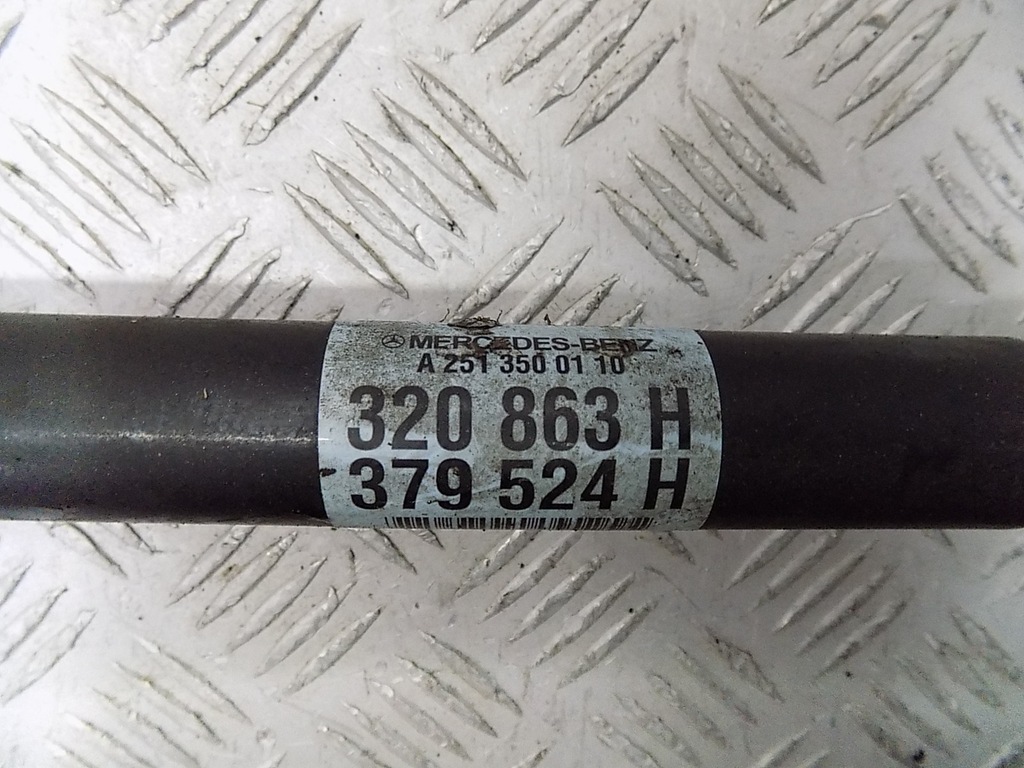 MERCEDES-BENZ
A 251 350 01 10
320 863 H
379 524 H